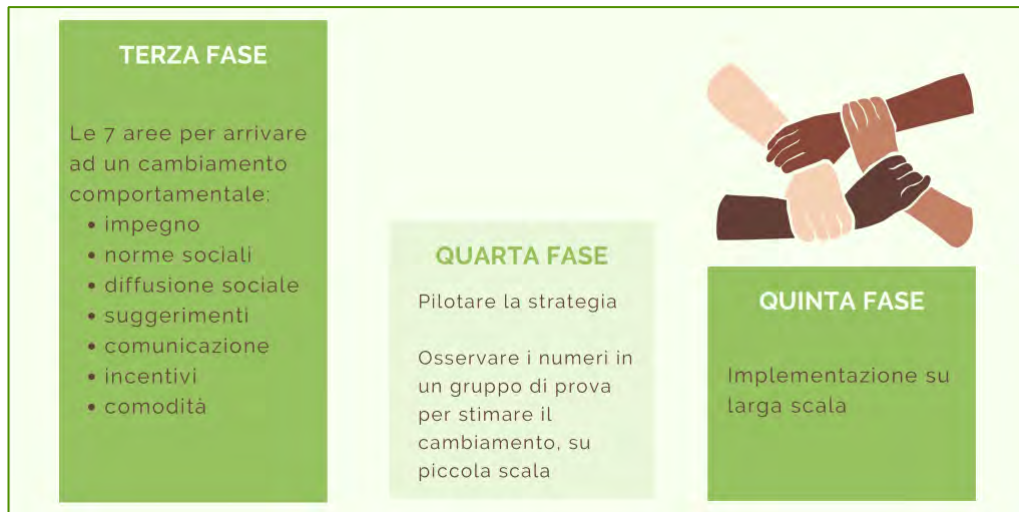 TERZA FASE
Le 7 aree per arrivare
ad un cambiamento
comportamentale:
• impegno
• norme sociali
• diffusione sociale
• suggerimenti
• comunicazione
• incentivi
• comodità
QUARTA FASE
Pilotare la strategia
Osservare i numeri in
un gruppo di prova
per stimare il
cambiamento, su
piccola scala
QUINTA FASE
Implementazione su
larga scala